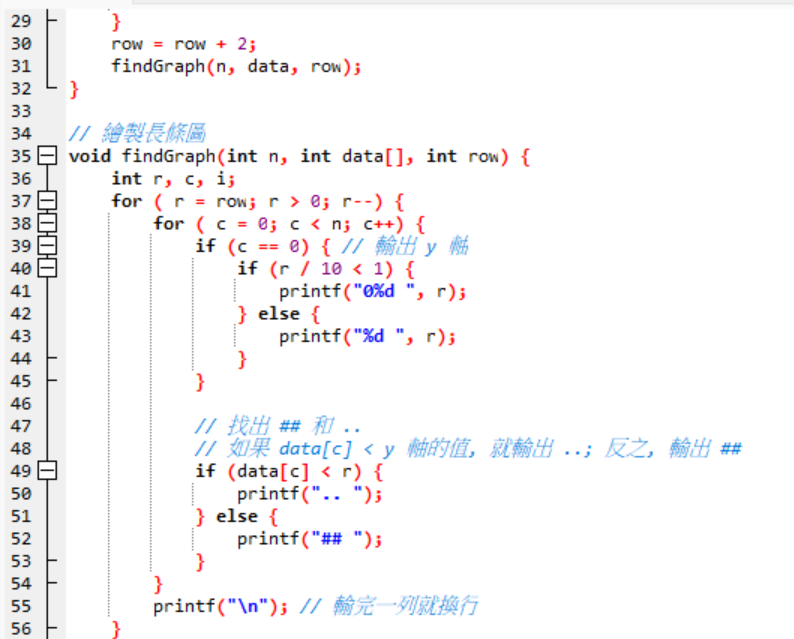 29 }
30 row = row + 2;
31 findGraph(n, data, row);
32 }
33
34 // 繪製長條圖
35 void findGraph(int n, int data[], int row) {
36 int r, c, i;
37 for ( r = row; r > 0; r--) {
38 for ( c = 0; c < n; c++) {
39 if (c == 0) { // 輸出 y 軸
40 if (r / 10 < 1) {
41 printf("0%d ", r);
42 } else {
43 printf("%d ", r);
44 }
45 }
46
47 // 找出 ## 和 ..
48 // 如果 data[c] < y 軸的值, 就輸出 ..; 反之, 輸出 ##
49 if (data[c] < r) {
50 printf(".. ");
51 } else {
52 printf("## ");
53 }
54 }
55 printf("\n"); // 輸完一列就換行
56 }